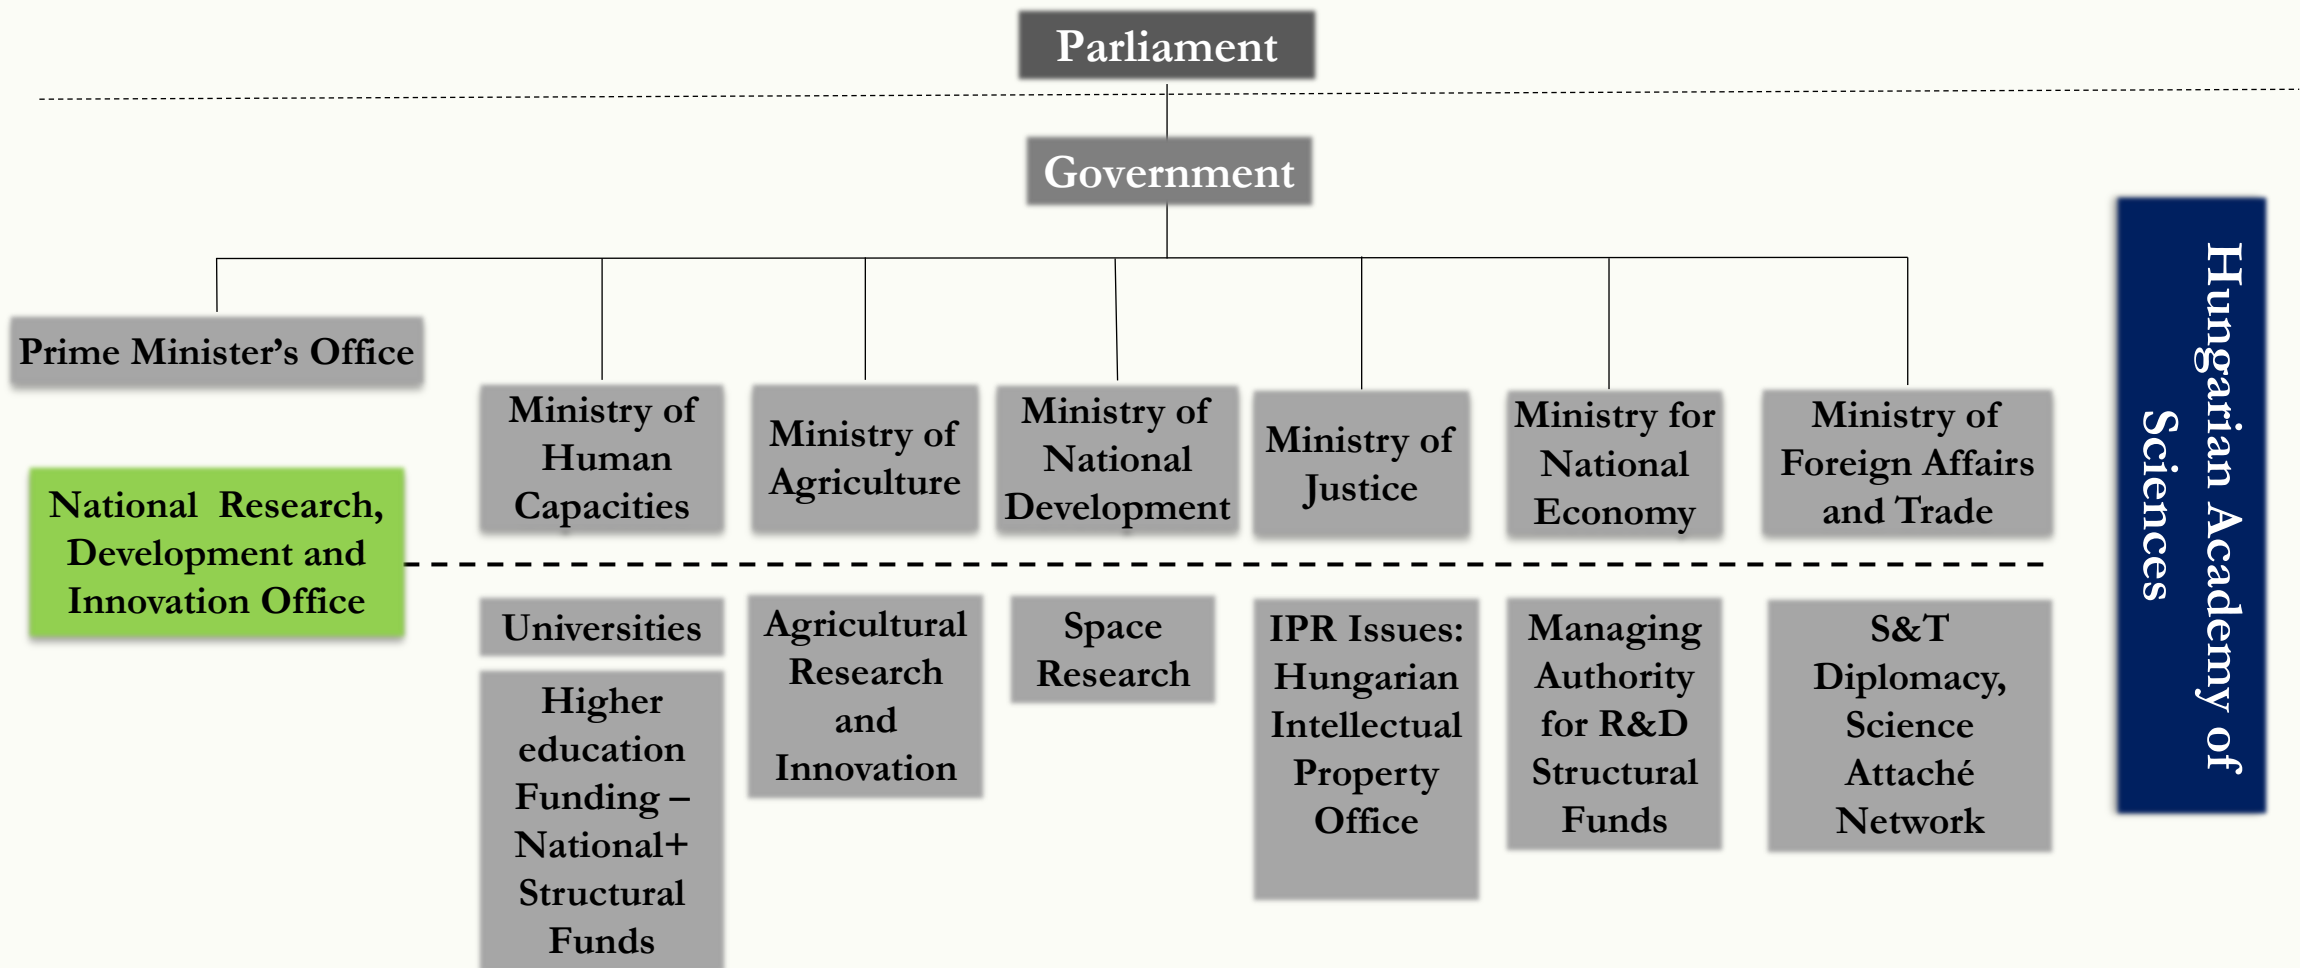 Parliament
Government
Prime Minister’s Office
Ministry of
Human
Capacities
Ministry of
Agriculture
Ministry of
National
Development
Ministry of
Justice
Ministry for
National
Economy
Ministry of
Foreign Affairs
and Trade
National  Research,
Development and
Innovation Office
Universities
Higher
education
Funding –
National+
Structural
Funds
Agricultural
Research
and
Innovation
Space
Research
IPR Issues:
Hungarian
Intellectual
Property
Office
Managing
Authority
for R&D
Structural
Funds
S&T
Diplomacy,
Science
Attaché
Network
Hungarian Academy of
Sciences